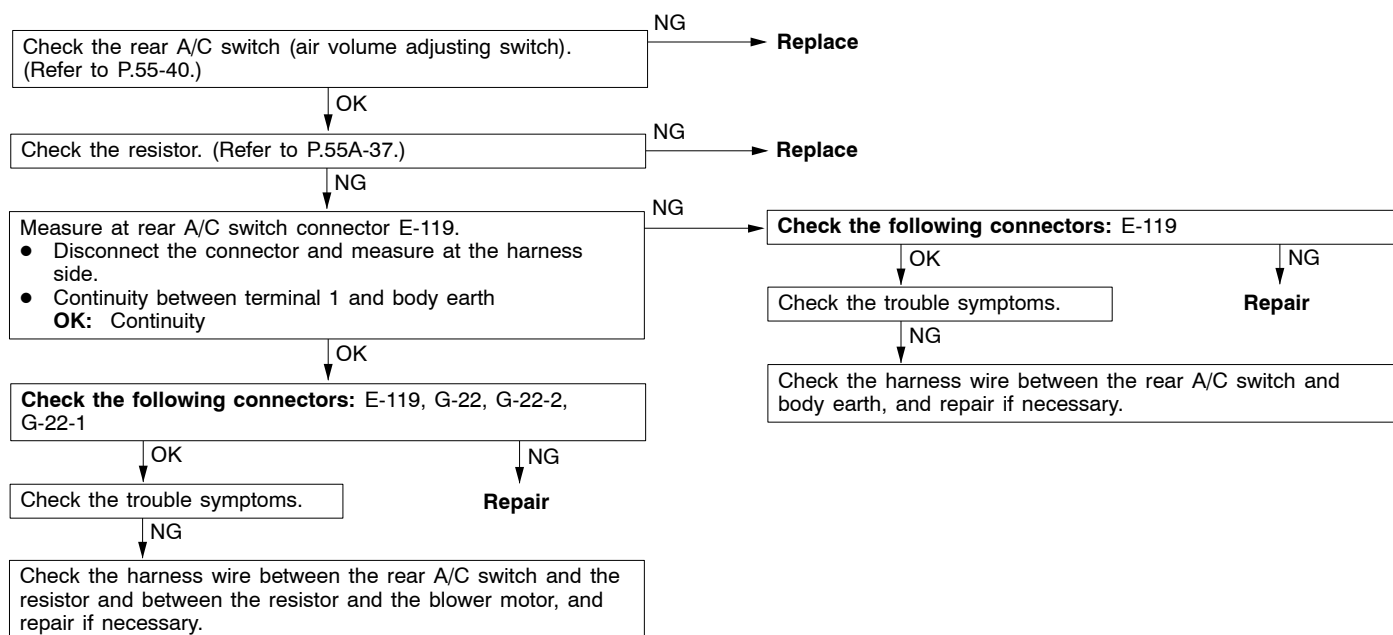 Check the rear A/C switch (air volume adjusting switch).
(Refer to P.55-40.)
NG
Replace
OK
Check the resistor. (Refer to P.55A-37.)
NG
Replace
NG
Measure at rear A/C switch connector E-119.
● Disconnect the connector and measure at the harness
side.
● Continuity between terminal 1 and body earth
OK: Continuity
NG
Check the following connectors: E-119
OK
NG
Check the trouble symptoms.
Repair
NG
Check the harness wire between the rear A/C switch and
body earth, and repair if necessary.
OK
Check the following connectors: E-119, G-22, G-22-2,
G-22-1
OK
NG
Check the trouble symptoms.
Repair
NG
Check the harness wire between the rear A/C switch and the
resistor and between the resistor and the blower motor, and
repair if necessary.